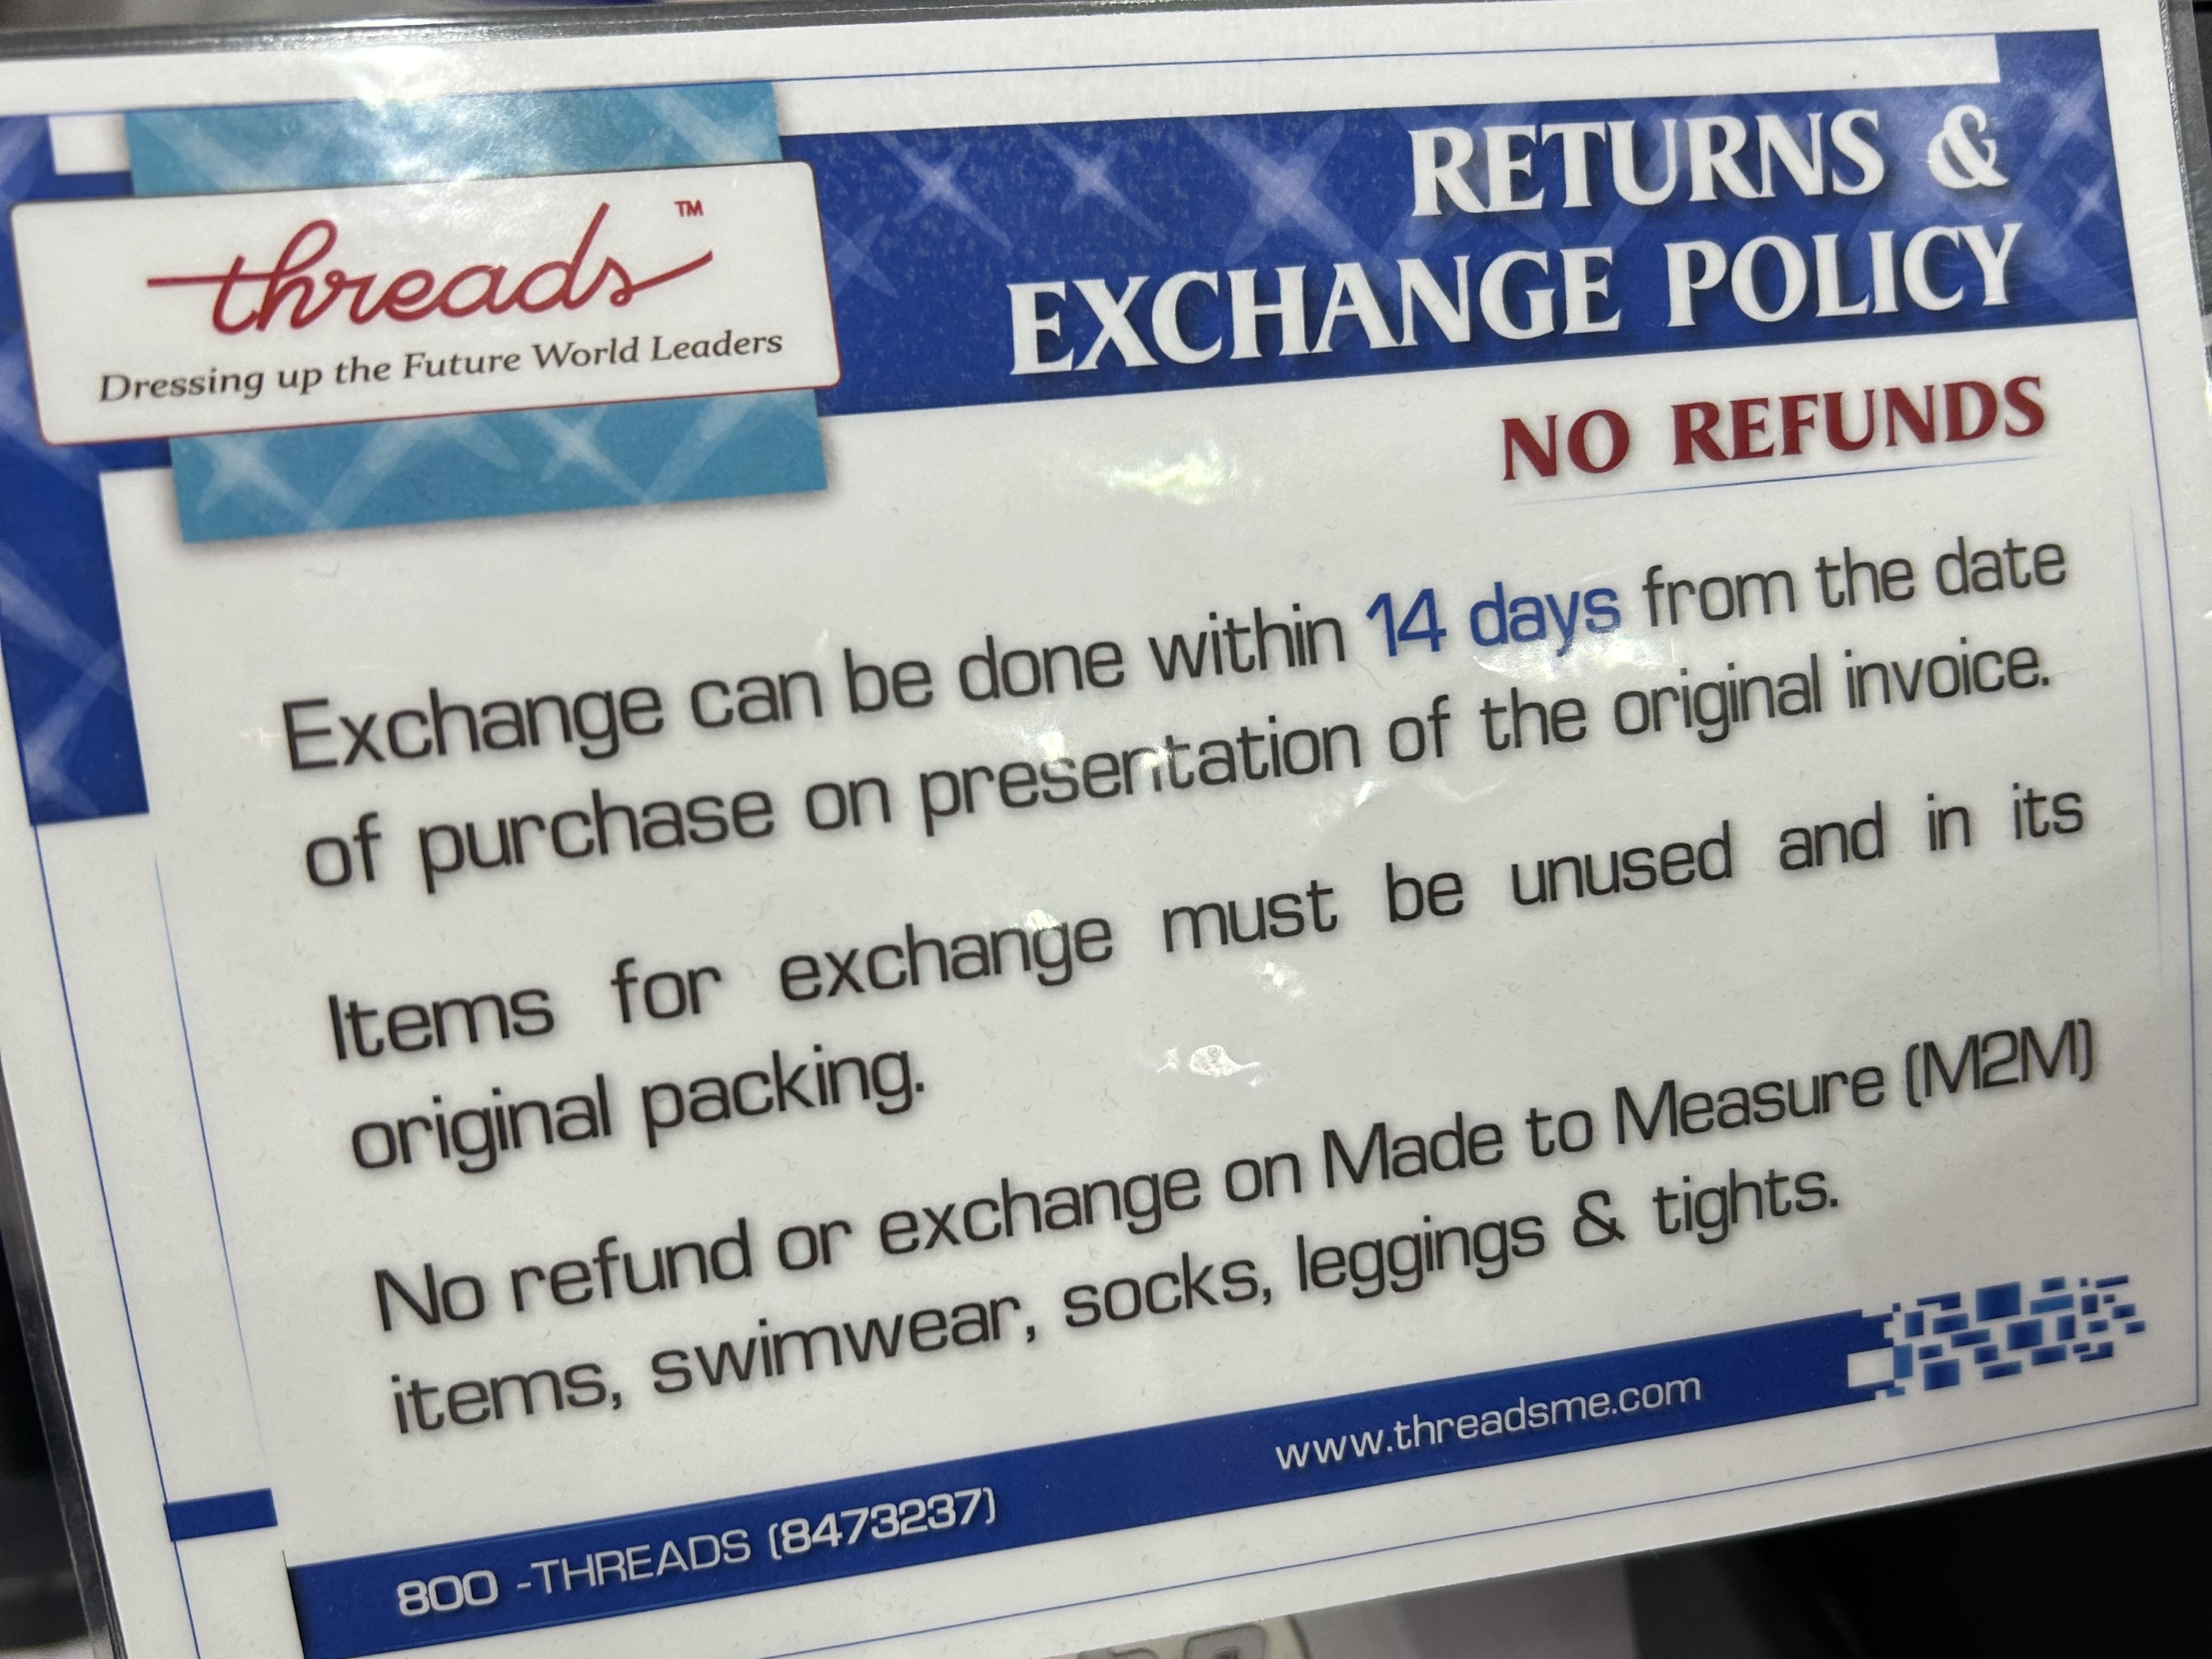 threads™
Dressing up the Future World Leaders
RETURNS &
EXCHANGE POLICY
NO REFUNDS
Exchange can be done within 14 days from the date
of purchase on presentation of the original invoice.
Items for exchange must be unused and in its
original packing.
No refund or exchange on Made to Measure (M2M)
items, swimwear, socks, leggings & tights.
800 -THREADS (8473237)
www.threadsme.com